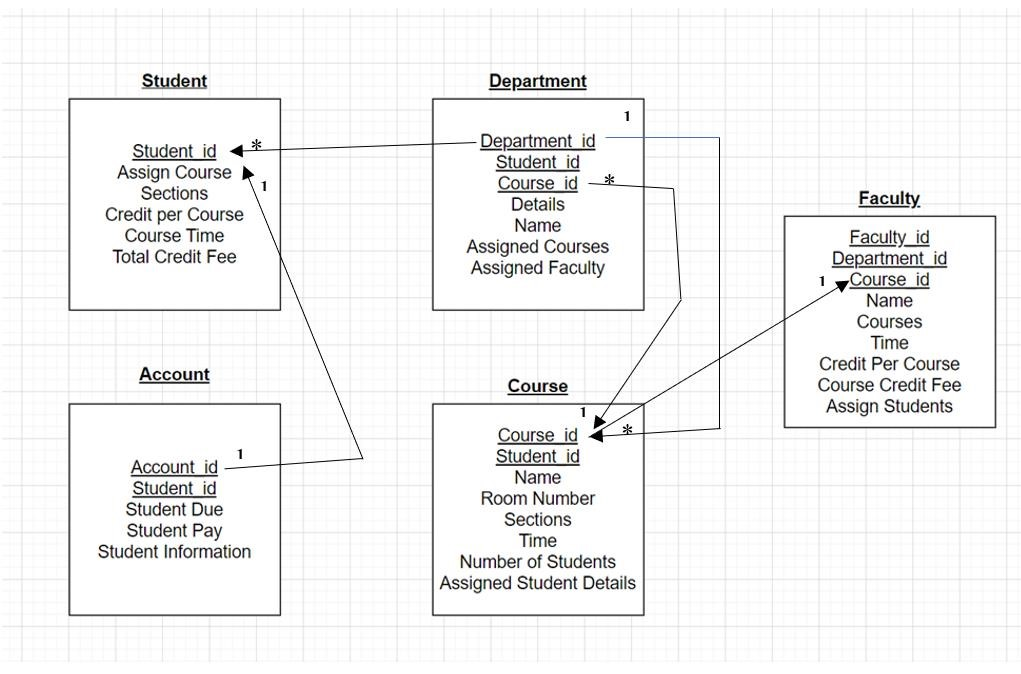 Student
Student_id
Assign Course
Sections
Credit per Course
Course Time
Total Credit Fee
*
1
Department
1
Department_id
Student_id
Course_id
*
Details
Name
Assigned Courses
Assigned Faculty
Faculty
Faculty_id
Department_id
1
Course_id
Name
Courses
Time
Credit Per Course
Course Credit Fee
Assign Students
Account
1
Account_id
Student_id
Student Due
Student Pay
Student Information
Course
1
Course_id
*
Student_id
Name
Room Number
Sections
Time
Number of Students
Assigned Student Details